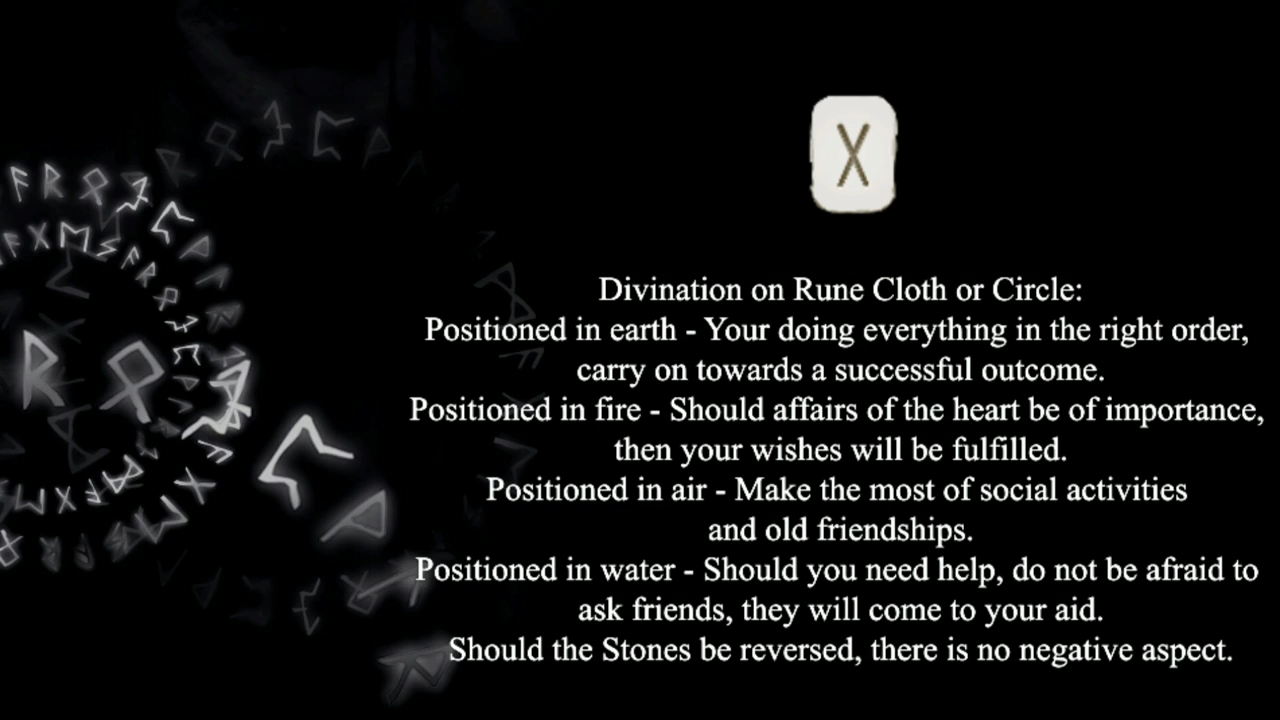 ᚷ
Divination on Rune Cloth or Circle:
Positioned in earth - Your doing everything in the right order,
carry on towards a successful outcome.
Positioned in fire - Should affairs of the heart be of importance,
then your wishes will be fulfilled.
Positioned in air - Make the most of social activities
and old friendships.
Positioned in water - Should you need help, do not be afraid to
ask friends, they will come to your aid.
Should the Stones be reversed, there is no negative aspect.